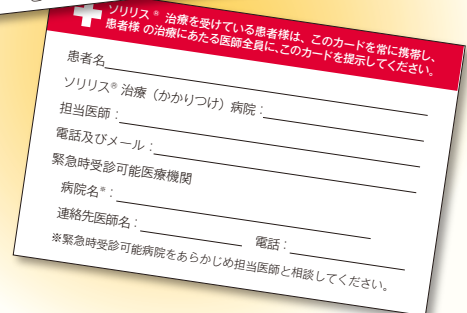 ソリリス® 治療を受けている患者様は、このカードを常に携帯し、
患者様 の治療にあたる医師全員に、このカードを提示してください。
患者名
ソリリス® 治療（かかりつけ）病院：
担当医師：
電話及びメール：
緊急時受診可能医療機関
病院名*：
連絡先医師名： 電話：
※緊急時受診可能病院をあらかじめ担当医師と相談してください。